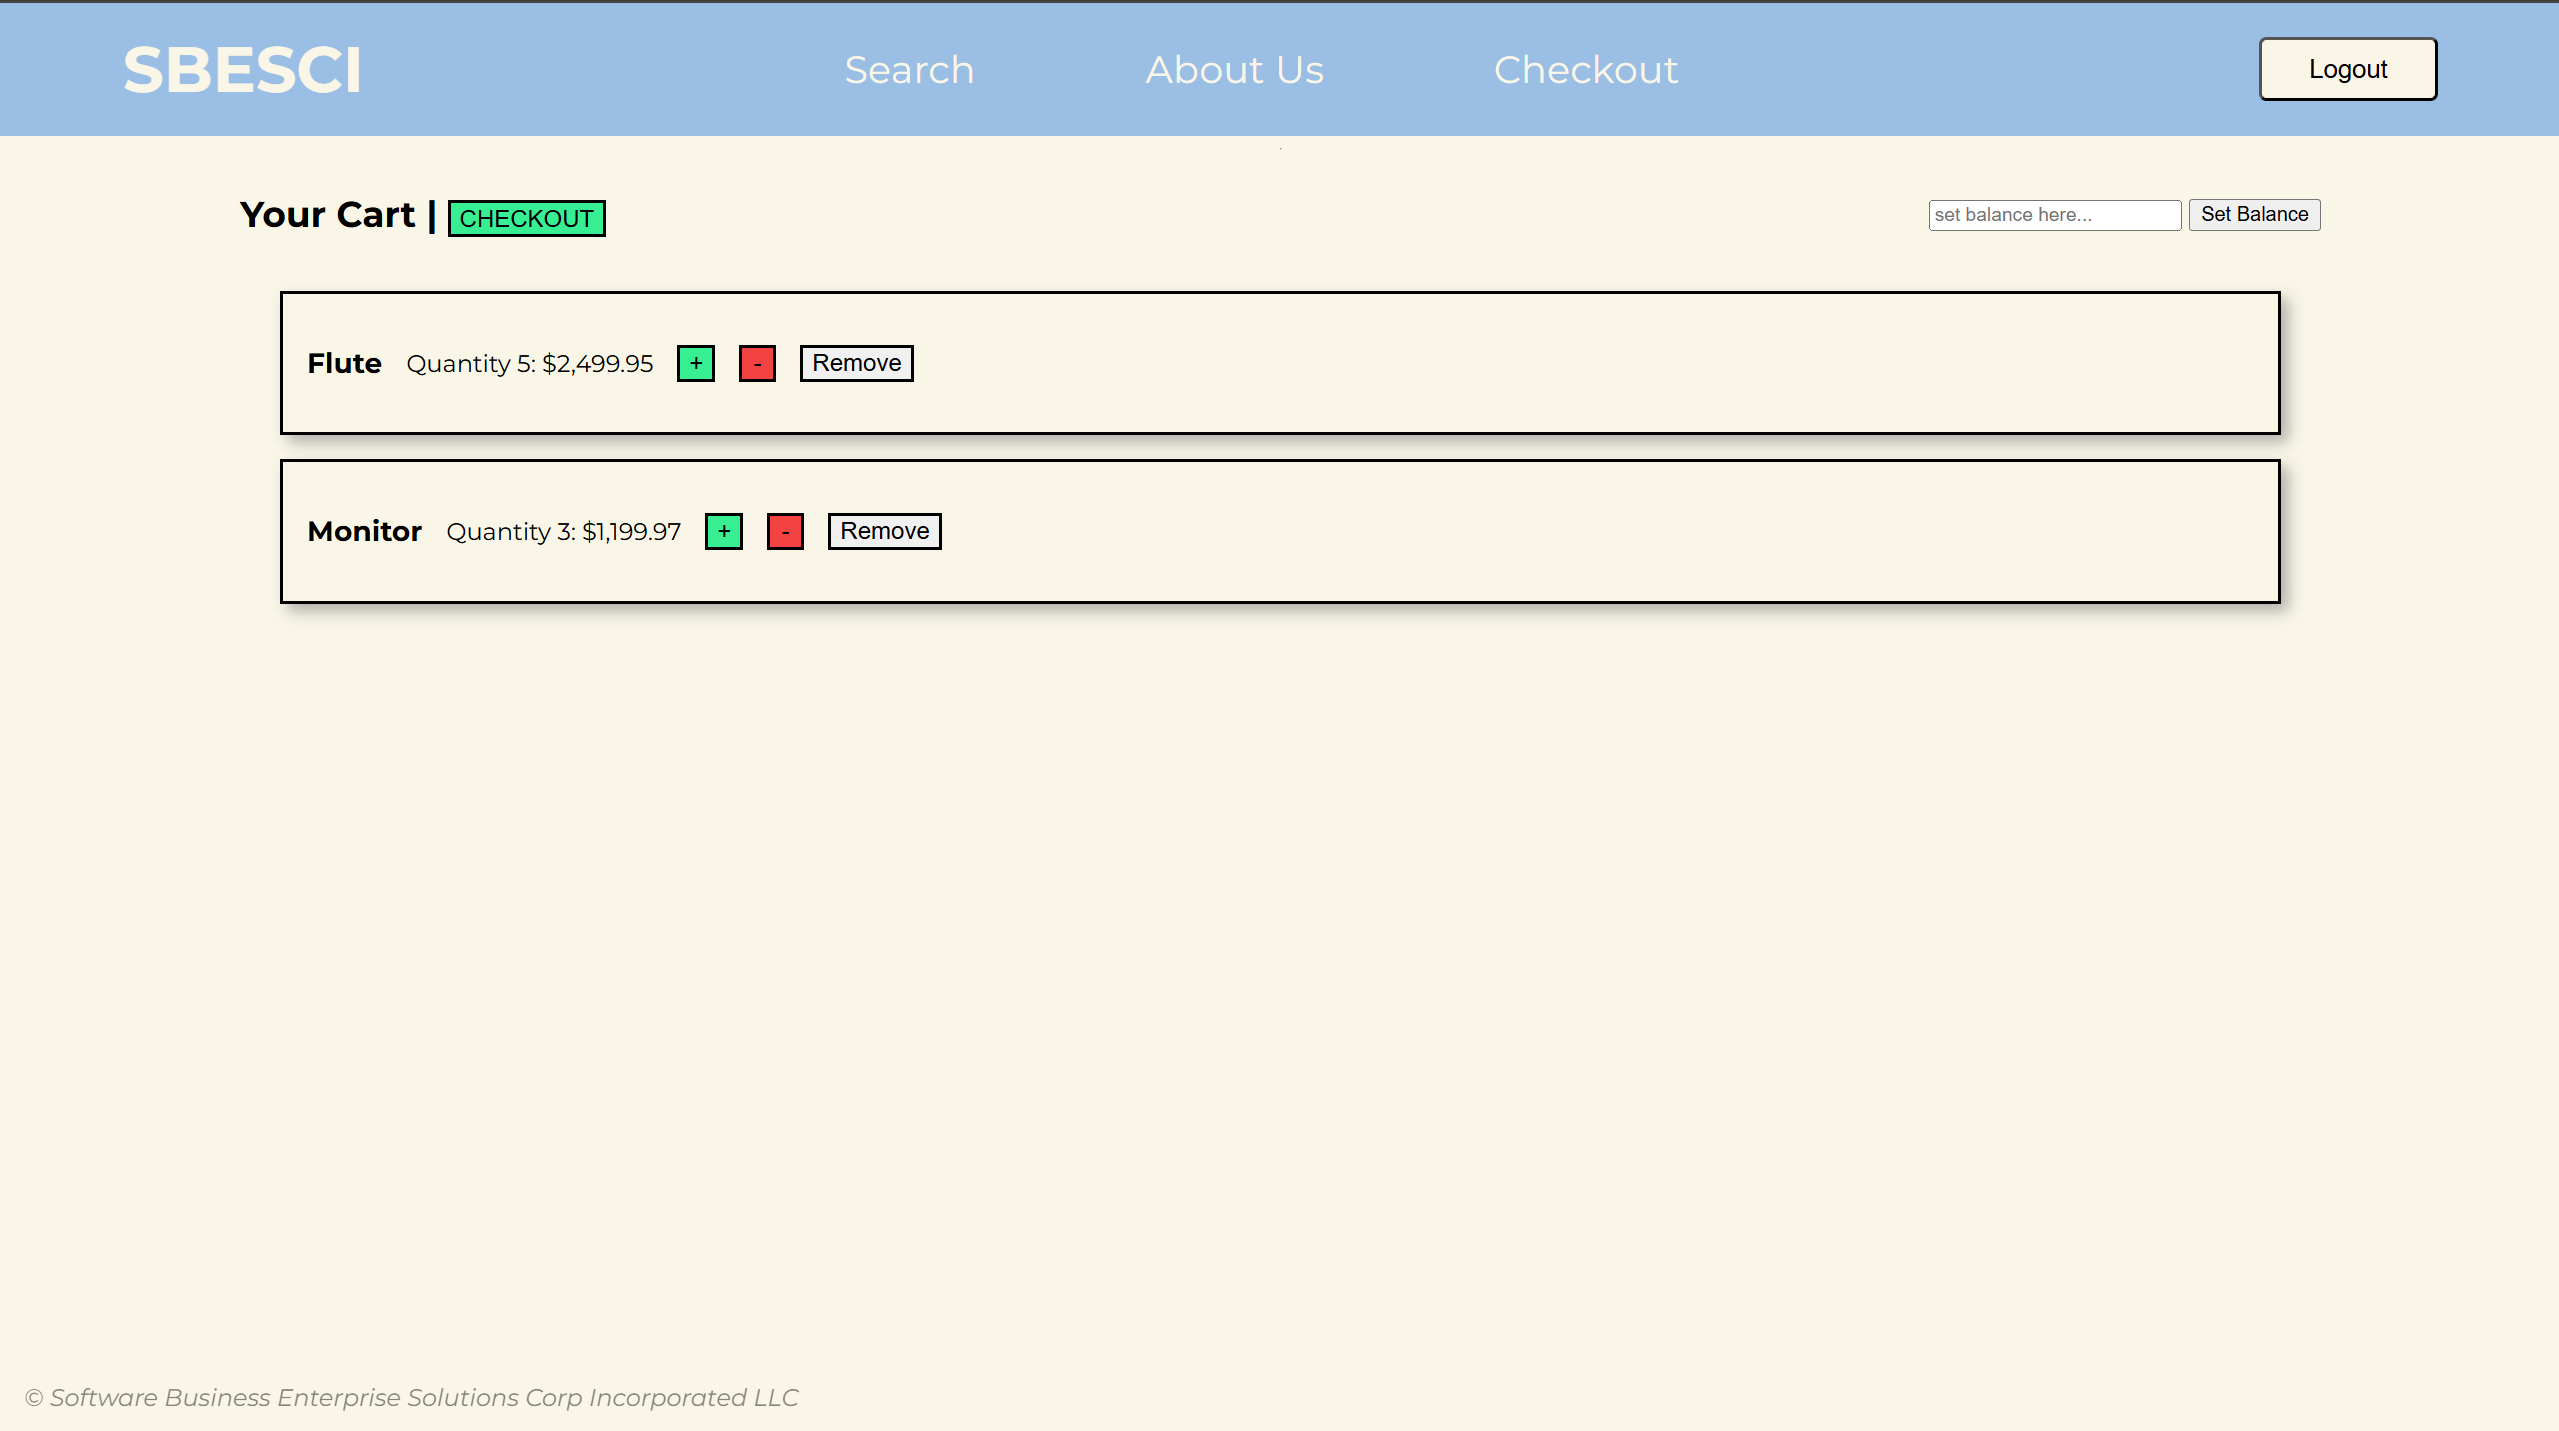 SBESCI Search About Us Checkout Logout
Your Cart | CHECKOUT set balance here... Set Balance
Flute Quantity 5: $2,499.95 + - Remove
Monitor Quantity 3: $1,199.97 + - Remove
© Software Business Enterprise Solutions Corp Incorporated LLC